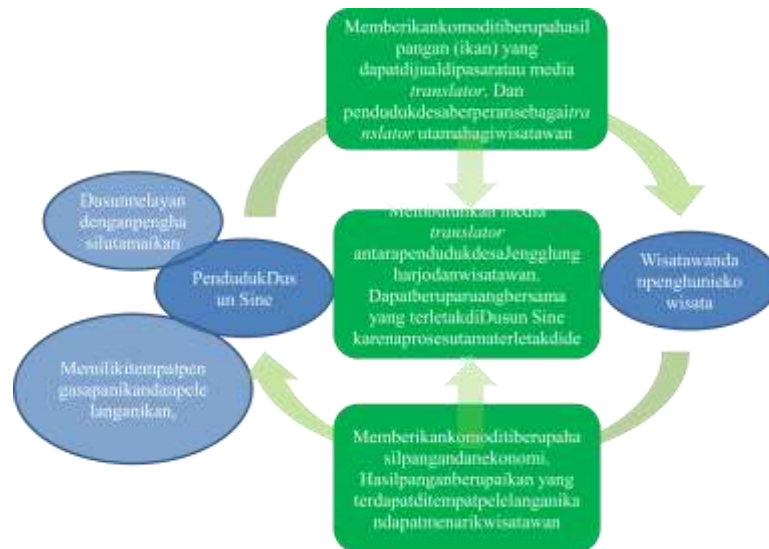 Memberikankomoditiberupahasil
pangan (ikan) yang
dapatdijualdipasaratau media
translator. Dan
pendudukdesaberperansebagaitra
nslator utamabagiwisatawan
Dusunnelayan
denganpengha
silutamaikan
PendudukDus
un Sine
Memilikitempatpen
gasapanikandanpele
langanikan.
Membutuhkan media
translator
antarapendudukdesaJengglung
harjodanwisatawan.
Dapatberuparuangbersama
yang terletakdiDusun Sine
karenaprosesutamaterletakdide
Wisatawanda
npenghunieko
wisata
Memberikankomoditiberupaha
silpangandanekonomi.
Hasilpanganberupaikan yang
terdapatditempatpelelanganika
ndapatmenarikwisatawan